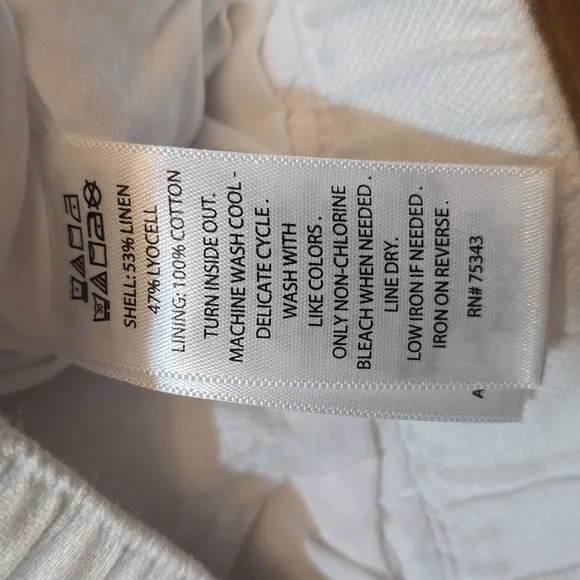 30
SHELL: 53% LINEN
47% LYOCELL
LINING: 100% COTTON
TURN INSIDE OUT.
MACHINE WASH COOL -
DELICATE CYCLE.
WASH WITH
LIKE COLORS.
ONLY NON-CHLORINE
BLEACH WHEN NEEDED.
LINE DRY.
LOW IRON IF NEEDED.
IRON ON REVERSE.
RN# 75343
A